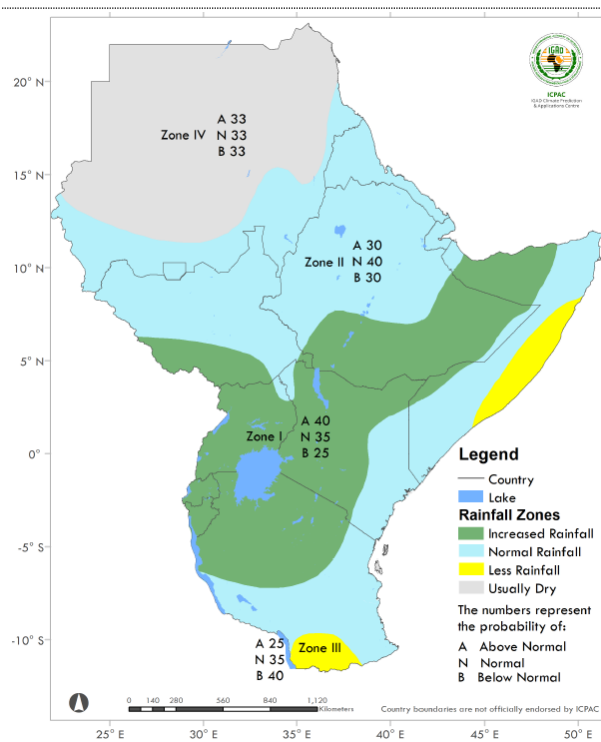 IGAD
ICPAC
IGAD Climate Prediction
& Applications Centre
20° N
15° N
10° N
5° N
0°
-5° N
-10° S
A 33
Zone IV N 33
B 33
A 30
Zone II N 40
B 30
A 40
Zone I N 35
B 25
A 25
N 35
B 40
Zone III
Legend
Country
Lake
Rainfall Zones
Increased Rainfall
Normal Rainfall
Less Rainfall
Usually Dry
The numbers represent
the probability of:
A Above Normal
N Normal
B Below Normal
0 140 280 560 840 1,120
Kilometers
Country boundaries are not officially endorsed by ICPAC
25° E 30° E 35° E 40° E 45° E 50° E